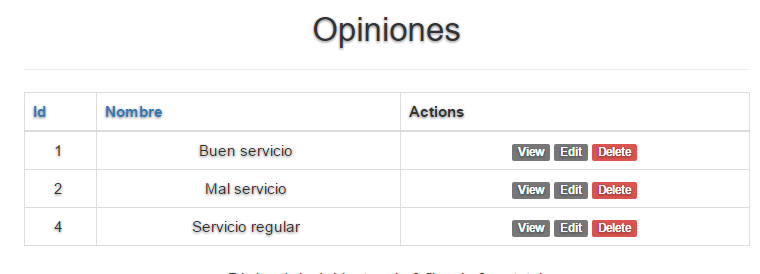 Opiniones
Id Nombre Actions
1 Buen servicio View Edit Delete
2 Mal servicio View Edit Delete
4 Servicio regular View Edit Delete